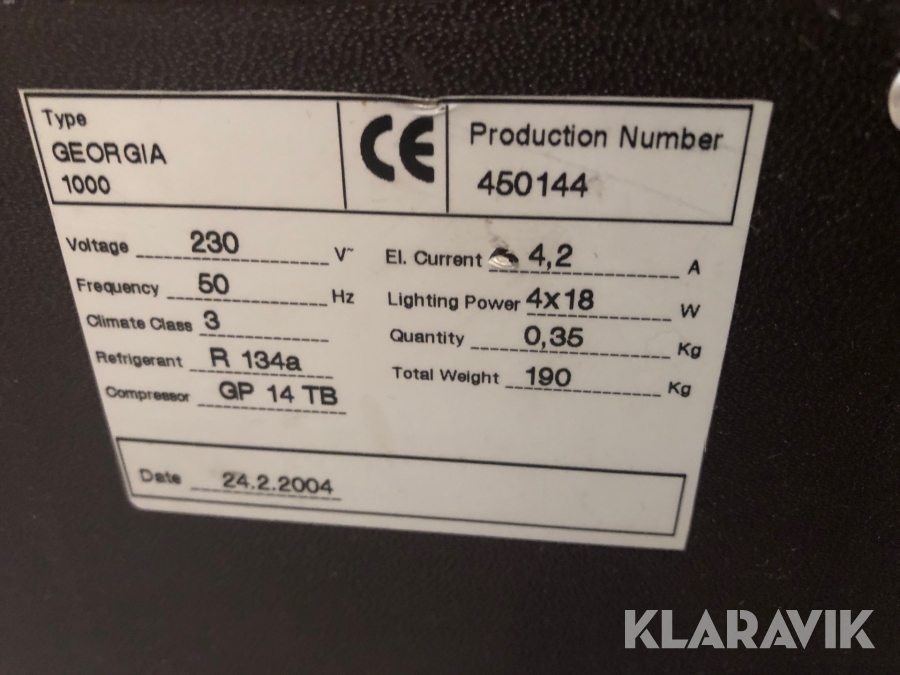 Type
GEORGIA
1000
CE
Production Number
450144
Voltage 230 V~
El. Current 4,2 A
Frequency 50 Hz
Lighting Power 4x18 W
Climate Class 3
Quantity 0,35 Kg
Refrigerant R 134a
Total Weight 190 Kg
Compressor GP 14 TB
Date 24.2.2004
KLARAVIK